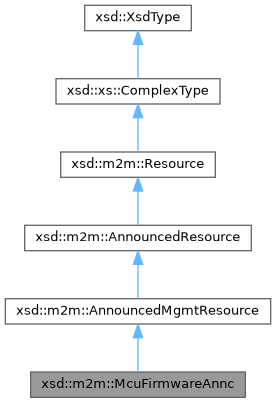 xsd::XsdType
xsd::xs::ComplexType
xsd::m2m::Resource
xsd::m2m::AnnouncedResource
xsd::m2m::AnnouncedMgmtResource
xsd::m2m::McuFirmwareAnnc